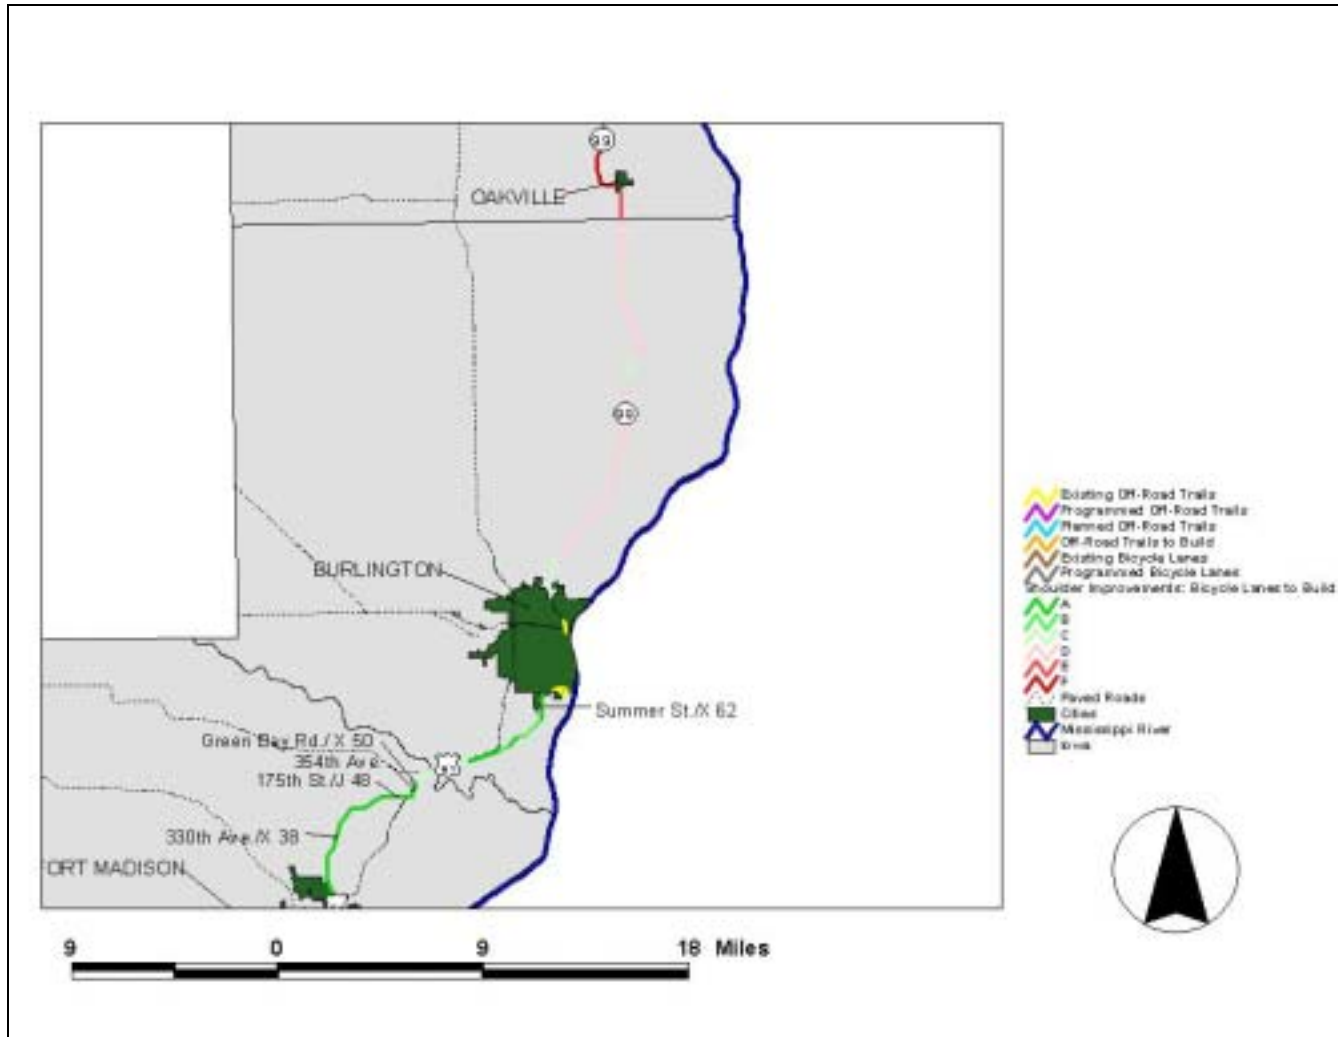 99
OAKVILLE
99
BURLINGTON
Summer St./X 62
Green Bay Rd./ X 50
354th Ave
175th St./J 48
330th Ave./X 38
FORT MADISON
Existing Off-Road Trails
Programmed Off-Road Trails
Planned Off-Road Trails
Off-Road Trails to Build
Existing Bicycle Lanes
Programmed Bicycle Lanes
Shoulder Improvements: Bicycle Lanes to Build
A
B
C
D
E
F
Paved Roads
Cities
Mississippi River
Iowa
9 0 9 18 Miles